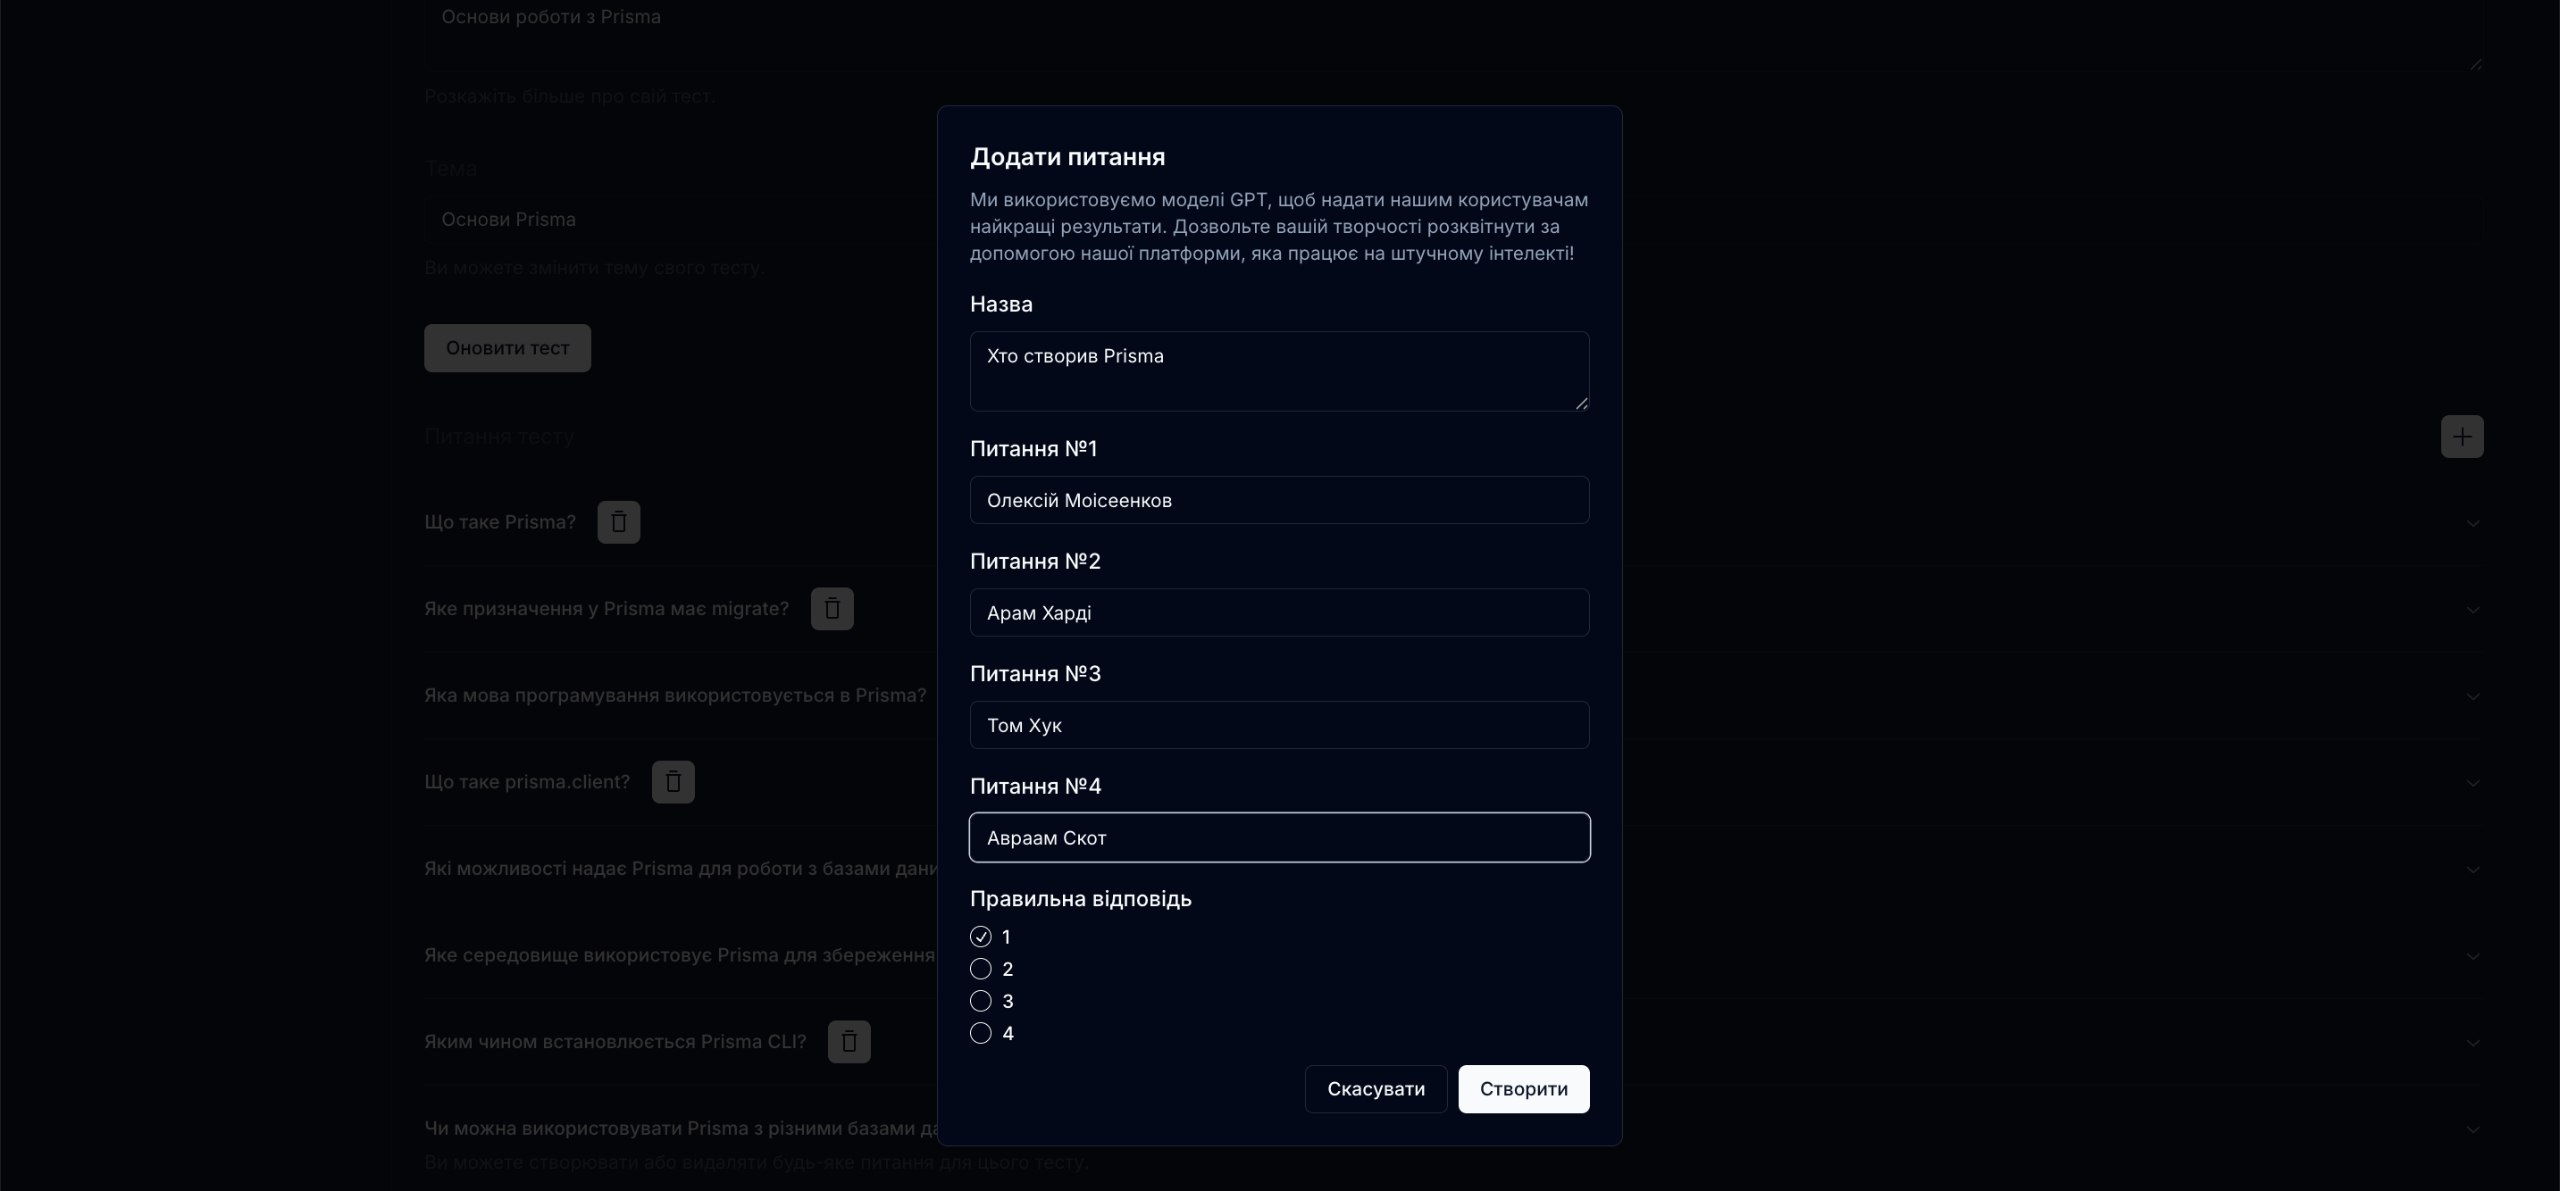 Основи роботи з Prisma
Розкажіть більше про свій тест.
Тема
Основи Prisma
Ви можете змінити тему свого тесту.
Оновити тест
Питання тесту
Що таке Prisma?
Яке призначення у Prisma має migrate?
Яка мова програмування використовується в Prisma?
Що таке prisma.client?
Які можливості надає Prisma для роботи з базами дани
Яке середовище використовує Prisma для збереження
Яким чином встановлюється Prisma CLI?
Чи можна використовувати Prisma з різними базами да
Ви можете створювати або видаляти будь-яке питання для цього тесту.
Додати питання
Ми використовуємо моделі GPT, щоб надати нашим користувачам
найкращі результати. Дозвольте вашій творчості розквітнути за
допомогою нашої платформи, яка працює на штучному інтелекті!
Назва
Хто створив Prisma
Питання №1
Олексій Моісеенков
Питання №2
Арам Харді
Питання №3
Том Хук
Питання №4
Авраам Скот
Правильна відповідь
1
2
3
4
Скасувати
Створити